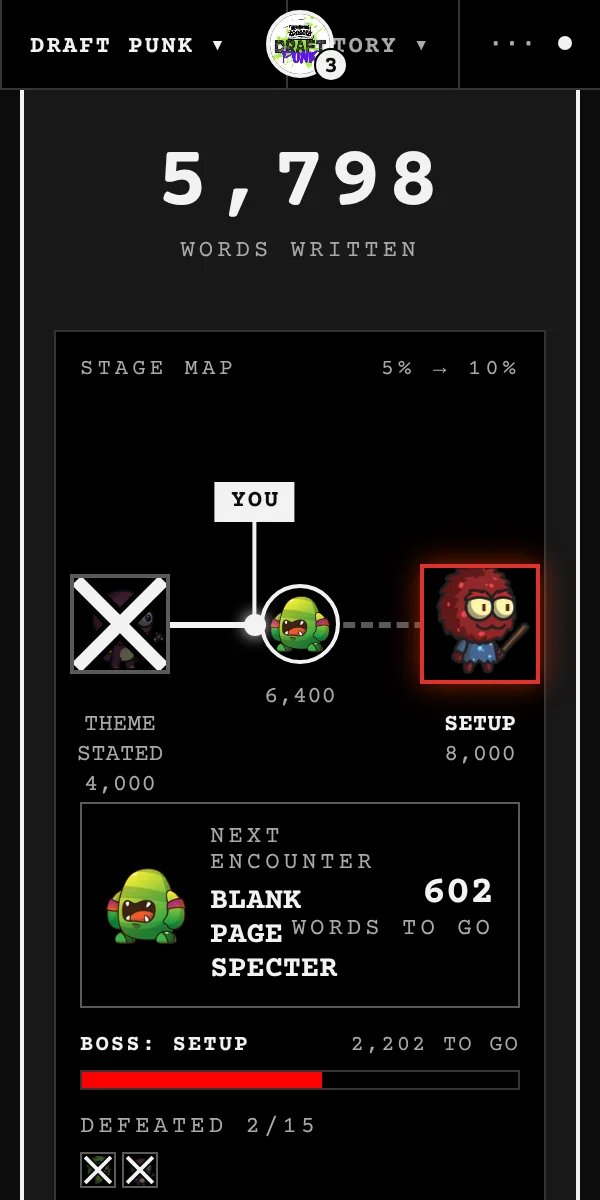 DRAFT PUNK ▼
DRAFT
PUNK
3
TORY ▼
...
5,798
WORDS WRITTEN
STAGE MAP
5% → 10%
YOU
6,400
THEME
STATED
4,000
SETUP
8,000
NEXT
ENCOUNTER
BLANK
PAGE
SPECTER
602
WORDS TO GO
BOSS: SETUP
2,202 TO GO
DEFEATED 2/15